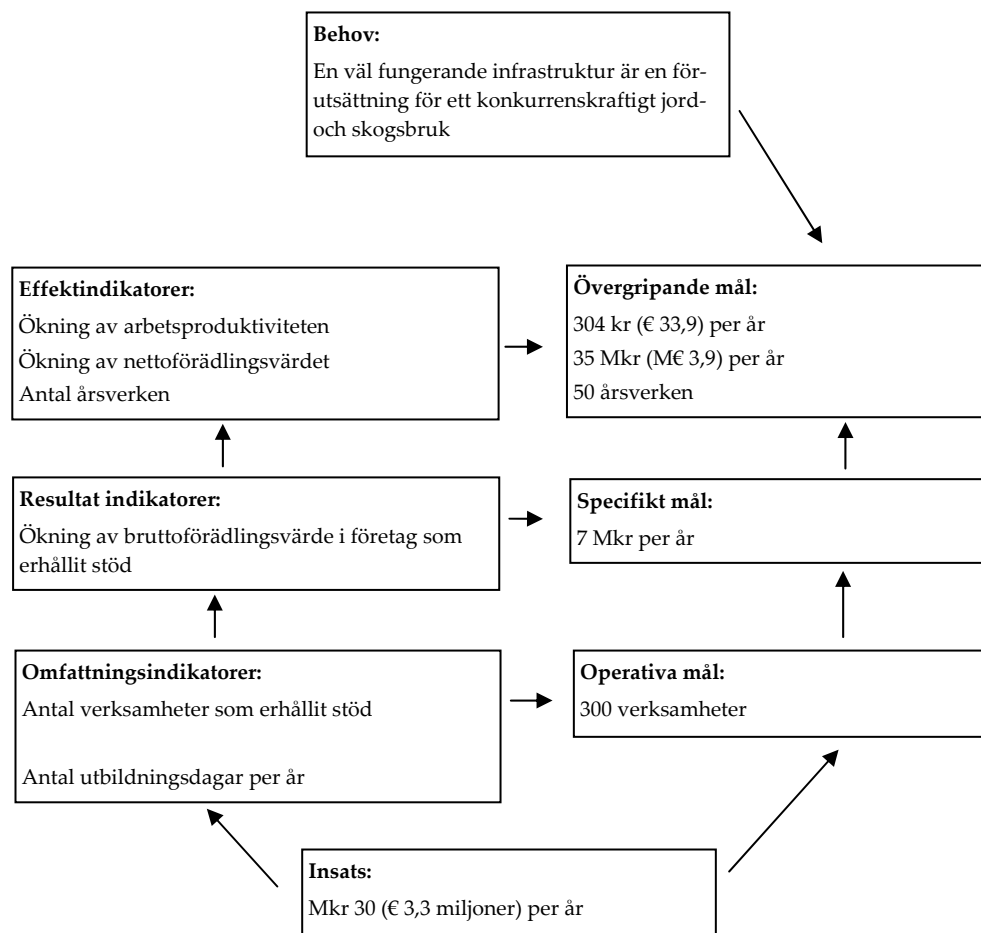 Behov:
En väl fungerande infrastruktur är en för-
utsättning för ett konkurrenskraftigt jord-
och skogsbruk
Effektindikatorer:
Ökning av arbetsproduktiviteten
Ökning av nettoförädlingsvärdet
Antal årsverken
Övergripande mål:
304 kr (€ 33,9) per år
35 Mkr (M€ 3,9) per år
50 årsverken
Resultat indikatorer:
Ökning av bruttoförädlingsvärde i företag som
erhållit stöd
Specifikt mål:
7 Mkr per år
Omfattningsindikatorer:
Antal verksamheter som erhållit stöd
Antal utbildningsdagar per år
Operativa mål:
300 verksamheter
Insats:
Mkr 30 (€ 3,3 miljoner) per år